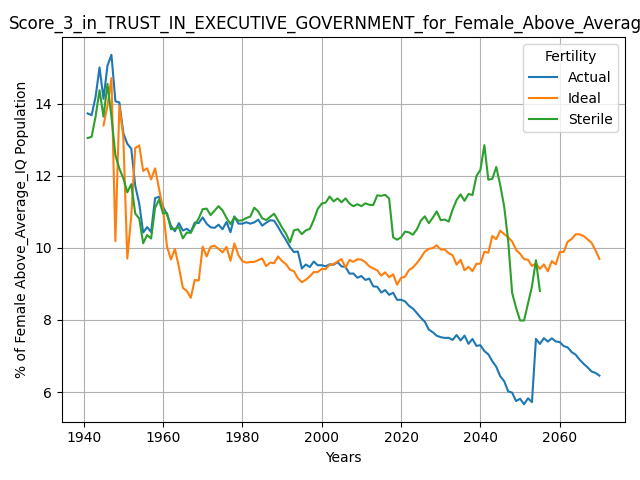 Score_3_in_TRUST_IN_EXECUTIVE_GOVERNMENT_for_Female_Above_Averag
Fertility
Actual
Ideal
Sterile
% of Female Above_Average_IQ Population
14
12
10
8
6
1940 1960 1980 2000 2020 2040 2060
Years